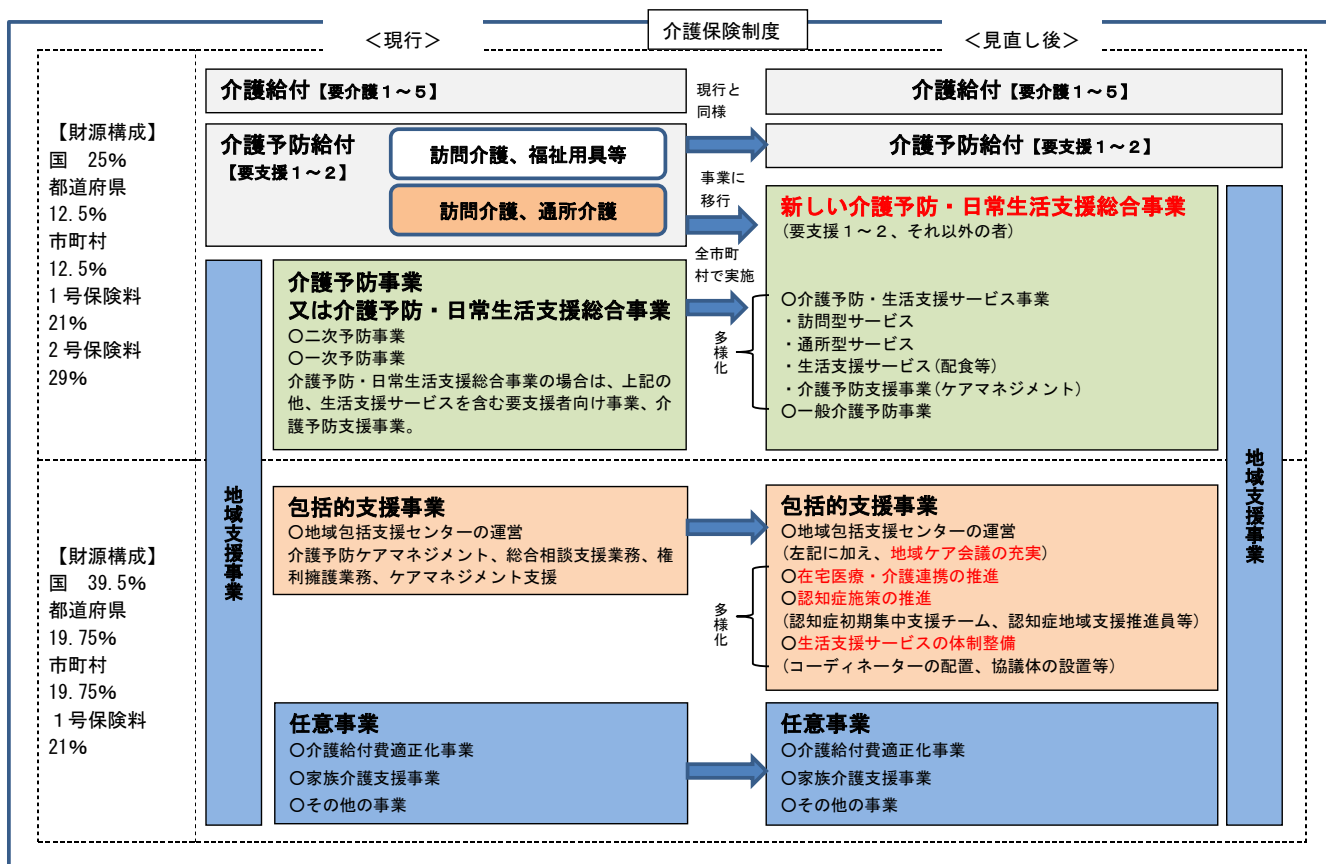 介護保険制度
＜現行＞
＜見直し後＞
【財源構成】
国　25%
都道府県
12.5%
市町村
12.5%
1号保険料
21%
2号保険料
29%
介護給付【要介護1～5】
介護予防給付
【要支援1～2】
訪問介護、福祉用具等
訪問介護、通所介護
現行と
同様
事業に
移行
全市町
村で実施
多様化
介護給付【要介護1～5】
介護予防給付【要支援1～2】
新しい介護予防・日常生活支援総合事業
(要支援1～2、それ以外の者)
○介護予防・生活支援サービス事業
・訪問型サービス
・通所型サービス
・生活支援サービス(配食等)
・介護予防支援事業(ケアマネジメント)
○一般介護予防事業
介護予防事業
又は介護予防・日常生活支援総合事業
○二次予防事業
○一次予防事業
介護予防・日常生活支援総合事業の場合は、上記の
他、生活支援サービスを含む要支援者向け事業、介
護予防支援事業。
地域支援事業
地域支援事業
【財源構成】
国　39.5%
都道府県
19.75%
市町村
19.75%
1号保険料
21%
包括的支援事業
○地域包括支援センターの運営
介護予防ケアマネジメント、総合相談支援業務、権
利擁護業務、ケアマネジメント支援
多様化
包括的支援事業
○地域包括支援センターの運営
(左記に加え、地域ケア会議の充実)
○在宅医療・介護連携の推進
○認知症施策の推進
(認知症初期集中支援チーム、認知症地域支援推進員等)
○生活支援サービスの体制整備
(コーディネーターの配置、協議体の設置等)
任意事業
○介護給付費適正化事業
○家族介護支援事業
○その他の事業
任意事業
○介護給付費適正化事業
○家族介護支援事業
○その他の事業